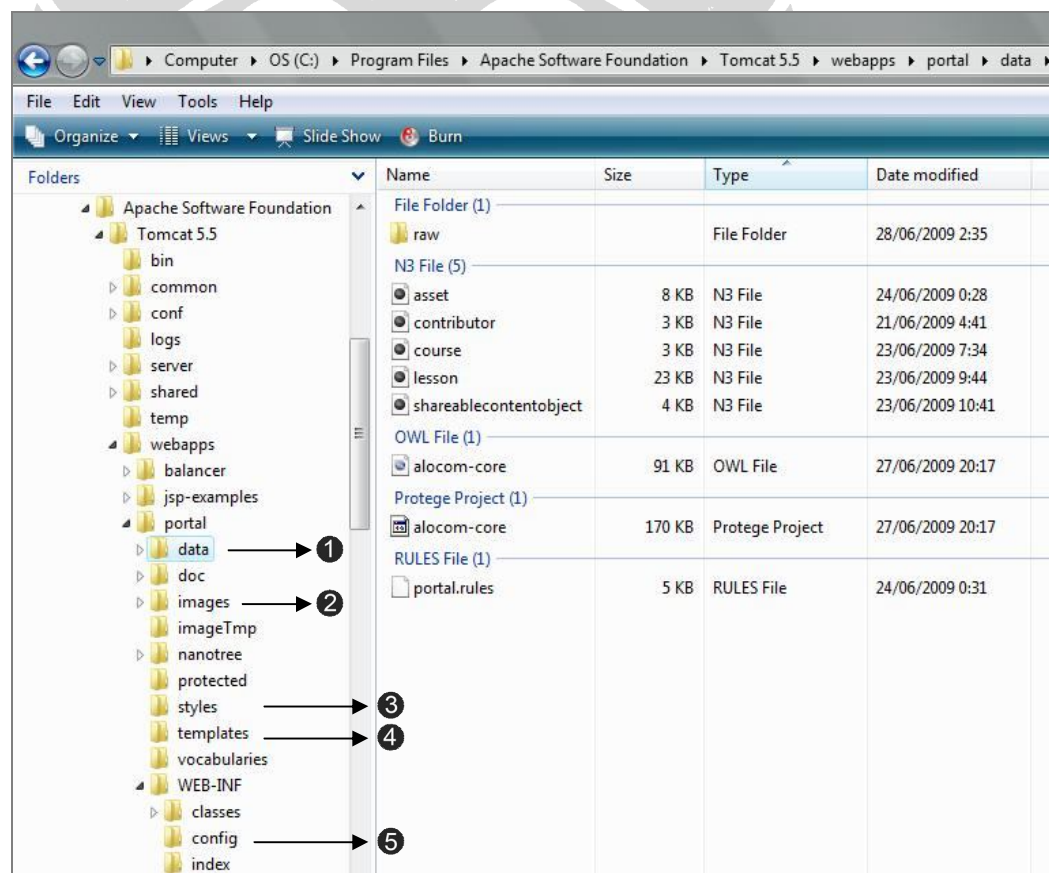 Computer ▸ OS (C:) ▸ Program Files ▸ Apache Software Foundation ▸ Tomcat 5.5 ▸ webapps ▸ portal ▸ data ▸
File Edit View Tools Help
Organize Views Slide Show Burn
Folders
Apache Software Foundation
Tomcat 5.5
bin
common
conf
logs
server
shared
temp
webapps
balancer
jsp-examples
portal
data ❶
doc
images ❷
imageTmp
nanotree
protected
styles ❸
templates ❹
vocabularies
WEB-INF
classes
config ❺
index
Name Size Type Date modified
File Folder (1)
raw File Folder 28/06/2009 2:35
N3 File (5)
asset 8 KB N3 File 24/06/2009 0:28
contributor 3 KB N3 File 21/06/2009 4:41
course 3 KB N3 File 23/06/2009 7:34
lesson 23 KB N3 File 23/06/2009 9:44
shareablecontentobject 4 KB N3 File 23/06/2009 10:41
OWL File (1)
alocom-core 91 KB OWL File 27/06/2009 20:17
Protege Project (1)
alocom-core 170 KB Protege Project 27/06/2009 20:17
RULES File (1)
portal.rules 5 KB RULES File 24/06/2009 0:31